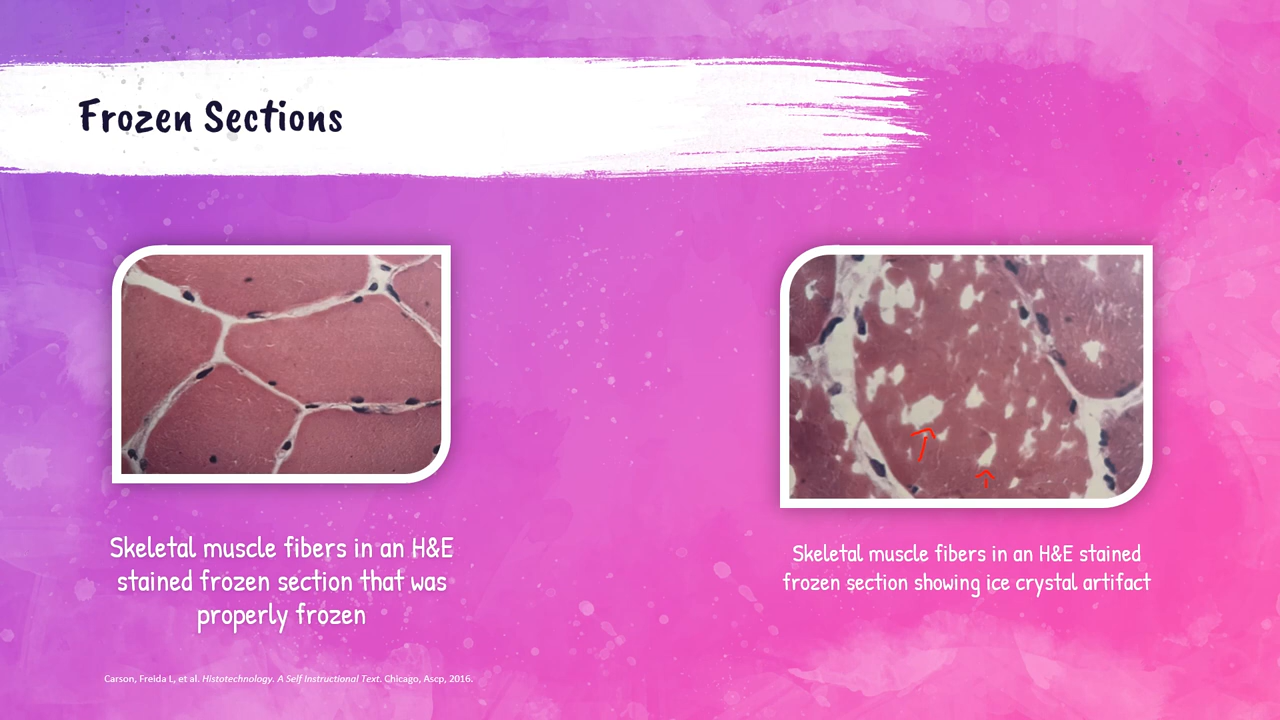 Frozen Sections
Skeletal muscle fibers in an H&E
stained frozen section that was
properly frozen
Skeletal muscle fibers in an H&E stained
frozen section showing ice crystal artifact
Carson, Freida L, et al. Histotechnology. A Self Instructional Text. Chicago, Ascp, 2016.